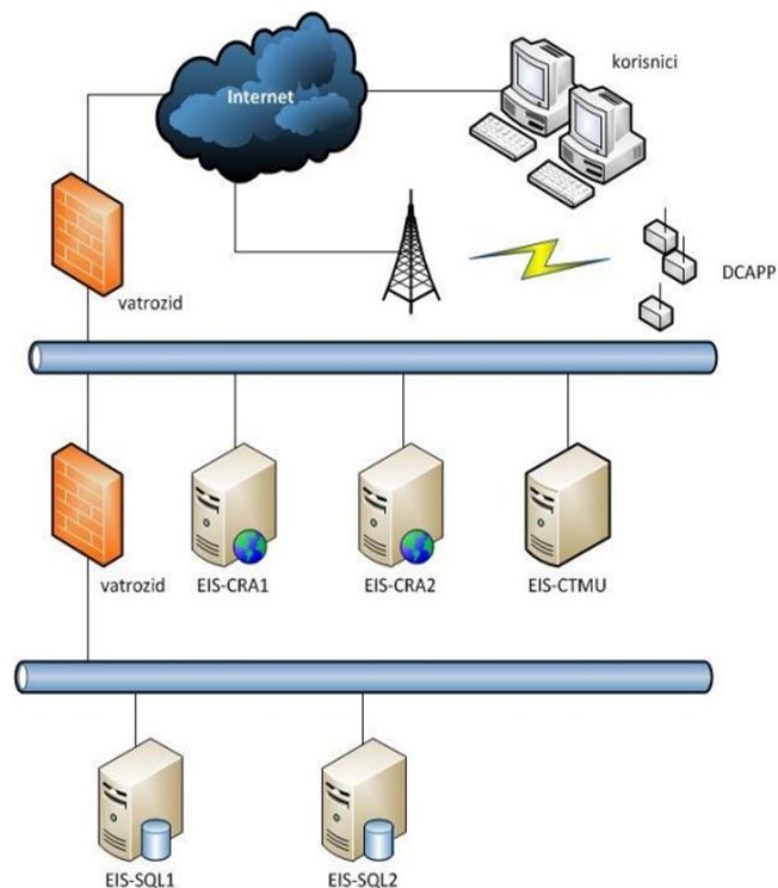 korisnici
Internet
DCAPP
vatrozid
vatrozid
EIS-CRA1
EIS-CRA2
EIS-CTMU
EIS-SQL1
EIS-SQL2